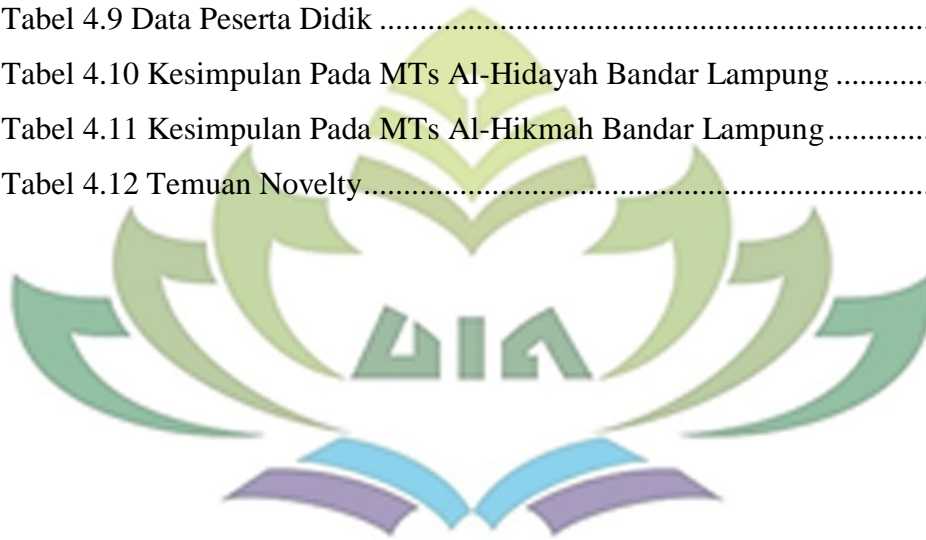 Tabel 4.9 Data Peserta Didik ....................................................................
Tabel 4.10 Kesimpulan Pada MTs Al-Hidayah Bandar Lampung ............
Tabel 4.11 Kesimpulan Pada MTs Al-Hikmah Bandar Lampung.............
Tabel 4.12 Temuan Novelty......................................................................
UIN